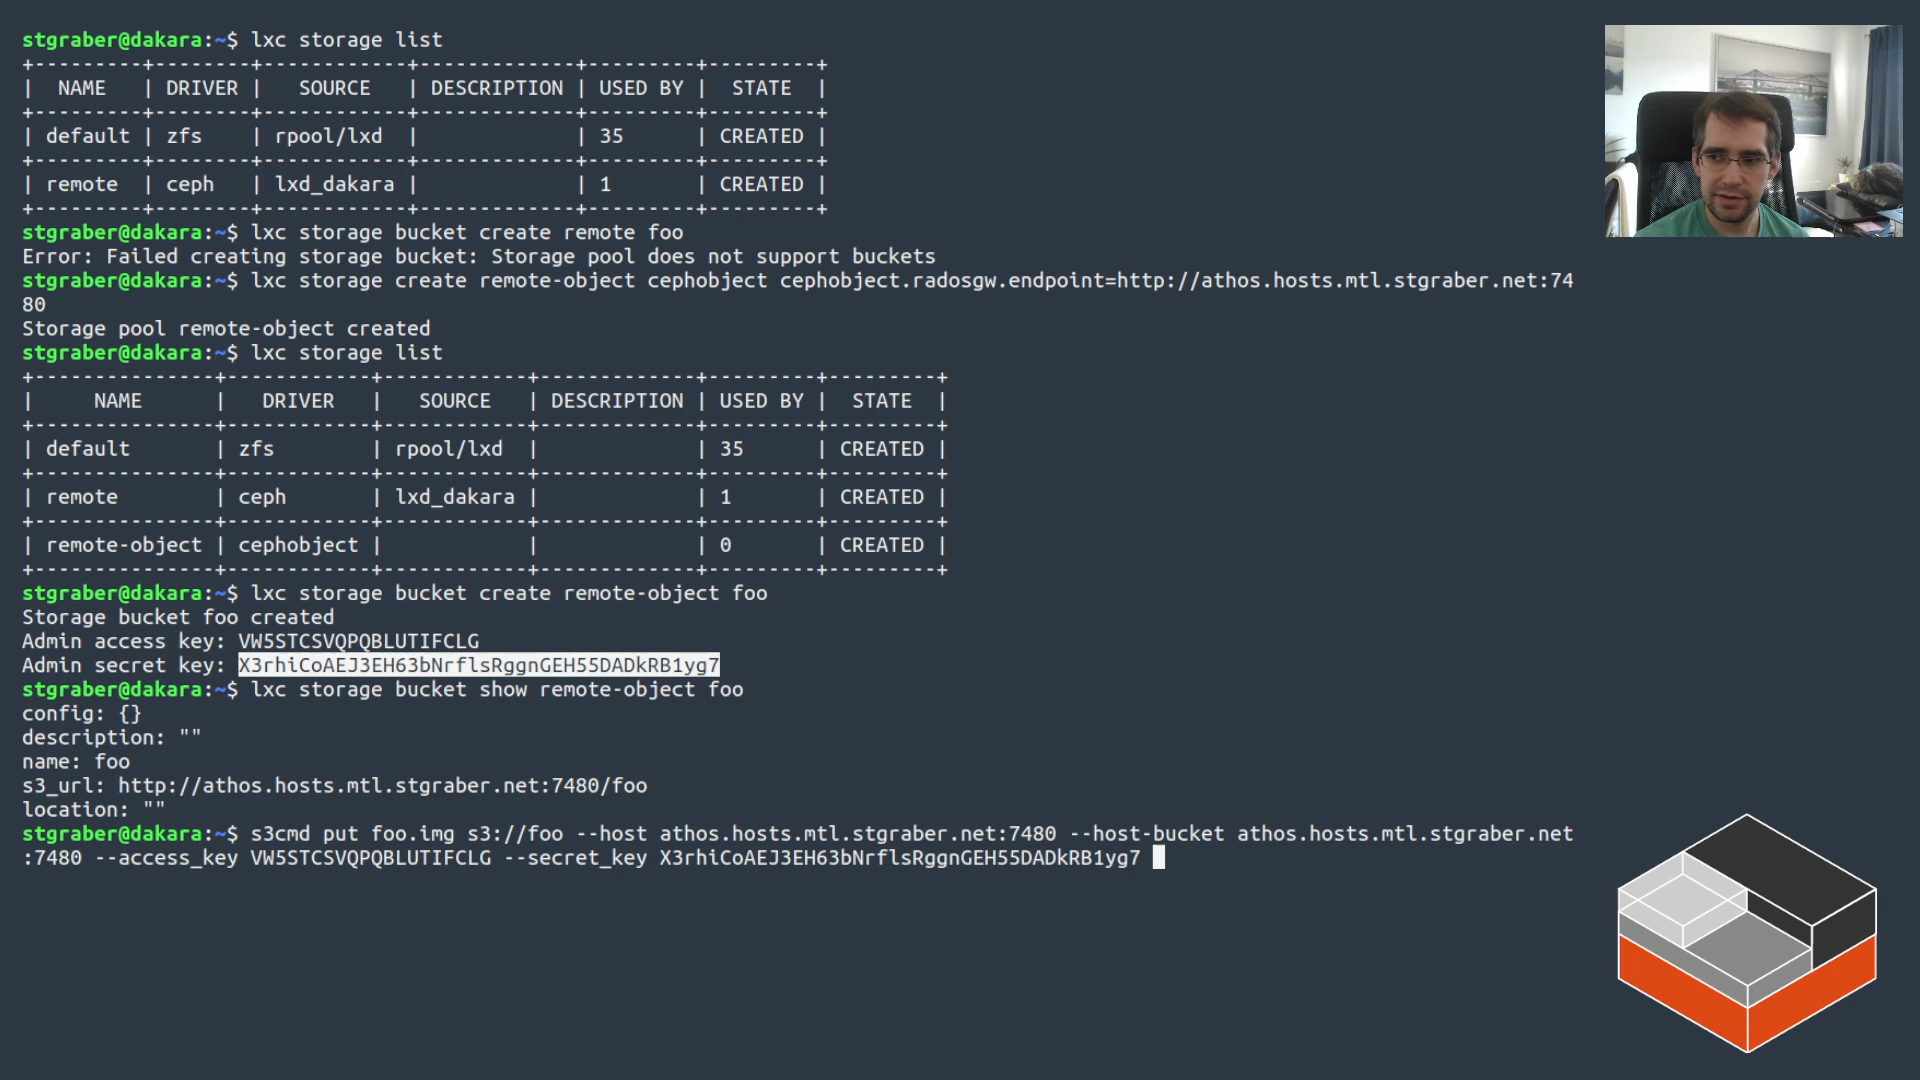 stgraber@dakara:~$ lxc storage list
+---------+--------+------------+-------------+---------+---------+
|  NAME   | DRIVER |   SOURCE   | DESCRIPTION | USED BY |  STATE  |
+---------+--------+------------+-------------+---------+---------+
| default | zfs    | rpool/lxd  |             | 35      | CREATED |
+---------+--------+------------+-------------+---------+---------+
| remote  | ceph   | lxd_dakara |             | 1       | CREATED |
+---------+--------+------------+-------------+---------+---------+
stgraber@dakara:~$ lxc storage bucket create remote foo
Error: Failed creating storage bucket: Storage pool does not support buckets
stgraber@dakara:~$ lxc storage create remote-object cephobject cephobject.radosgw.endpoint=http://athos.hosts.mtl.stgraber.net:74
80
Storage pool remote-object created
stgraber@dakara:~$ lxc storage list
+---------------+------------+------------+-------------+---------+---------+
|     NAME      |   DRIVER   |   SOURCE   | DESCRIPTION | USED BY |  STATE  |
+---------------+------------+------------+-------------+---------+---------+
| default       | zfs        | rpool/lxd  |             | 35      | CREATED |
+---------------+------------+------------+-------------+---------+---------+
| remote        | ceph       | lxd_dakara |             | 1       | CREATED |
+---------------+------------+------------+-------------+---------+---------+
| remote-object | cephobject |            |             | 0       | CREATED |
+---------------+------------+------------+-------------+---------+---------+
stgraber@dakara:~$ lxc storage bucket create remote-object foo
Storage bucket foo created
Admin access key: VW5STCSVQPQBLUTIFCLG
Admin secret key: X3rhiCoAEJ3EH63bNrflsRggnGEH55DADkRB1yg7
stgraber@dakara:~$ lxc storage bucket show remote-object foo
config: {}
description: ""
name: foo
s3_url: http://athos.hosts.mtl.stgraber.net:7480/foo
location: ""
stgraber@dakara:~$ s3cmd put foo.img s3://foo --host athos.hosts.mtl.stgraber.net:7480 --host-bucket athos.hosts.mtl.stgraber.net
:7480 --access_key VW5STCSVQPQBLUTIFCLG --secret_key X3rhiCoAEJ3EH63bNrflsRggnGEH55DADkRB1yg7